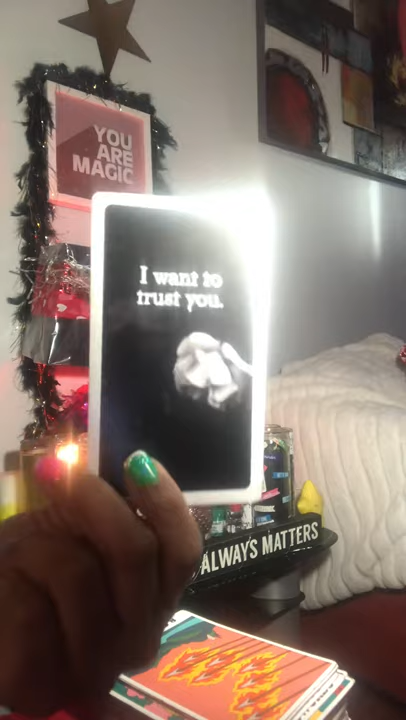 YOU
ARE
MAGIC
I want to
trust you.
ALWAYS MATTERS